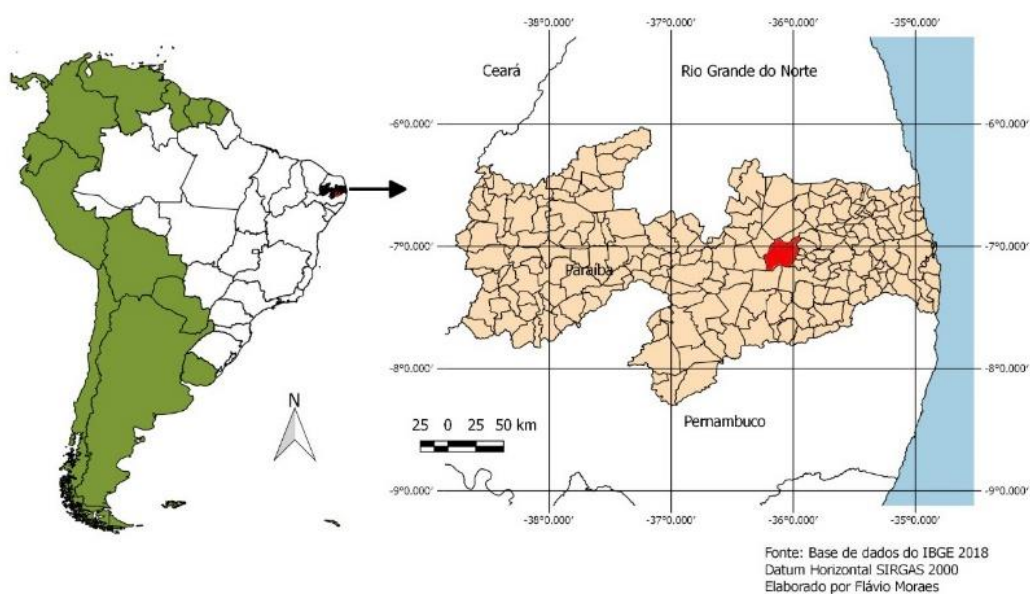 -38°0.000' -37°0.000' -36°0.000' -35°0.000'
Ceará
Rio Grande do Norte
-6°0.000' -6°0.000'
-7°0.000' -7°0.000'
Paraíba
-8°0.000' -8°0.000'
Pernambuco
N
25 0 25 50 km
-9°0.000' -9°0.000'
-38°0.000' -37°0.000' -36°0.000' -35°0.000'
Fonte: Base de dados do IBGE 2018
Datum Horizontal SIRGAS 2000
Elaborado por Flávio Moraes